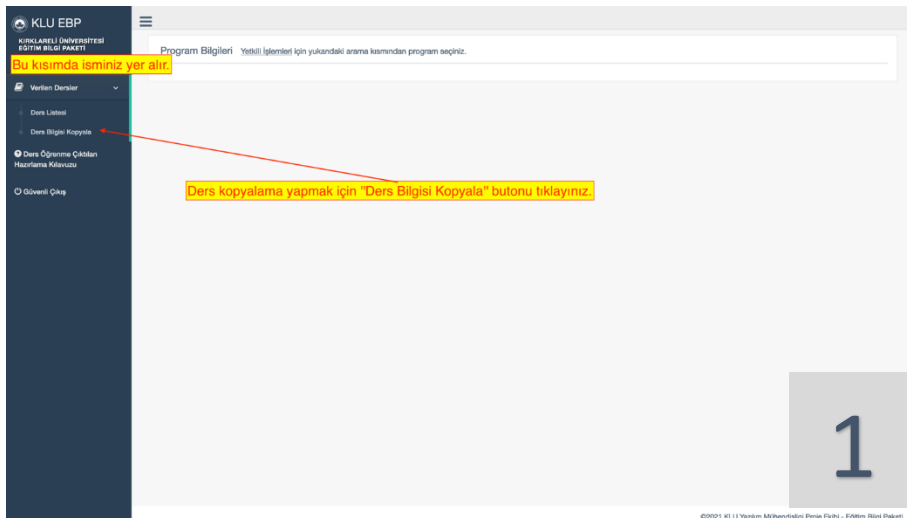 KLU EBP
KIRKLARELİ ÜNİVERSİTESİ
EĞİTİM BİLGİ PAKETİ
Program Bilgileri Yetkili İşlemleri için yukarıdaki arama kısmından program seçiniz.
Bu kısımda isminiz yer alır.
Verilen Dersler
Ders Listesi
Ders Bilgisi Kopyala
Ders Öğrenme Çıktıları
Hazırlama Kılavuzu
Ders kopyalama yapmak için "Ders Bilgisi Kopyala" butonu tıklayınız.
Güvenli Çıkış
1
©2021 KLU Yazılım Mühendisliği Proje Ekibi - Eğitim Bilgi Paketi